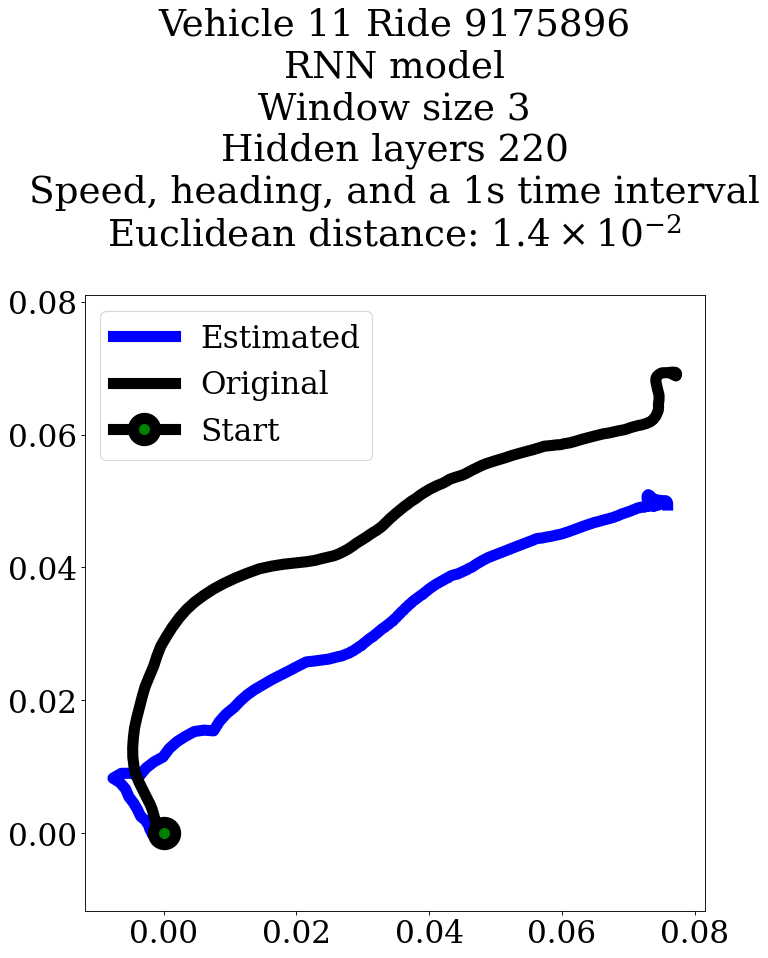 Vehicle 11 Ride 9175896
RNN model
Window size 3
Hidden layers 220
Speed, heading, and a 1s time interval
Euclidean distance: 1.4 × 10⁻²
0.08
0.06
0.04
0.02
0.00
Estimated
Original
Start
0.00 0.02 0.04 0.06 0.08